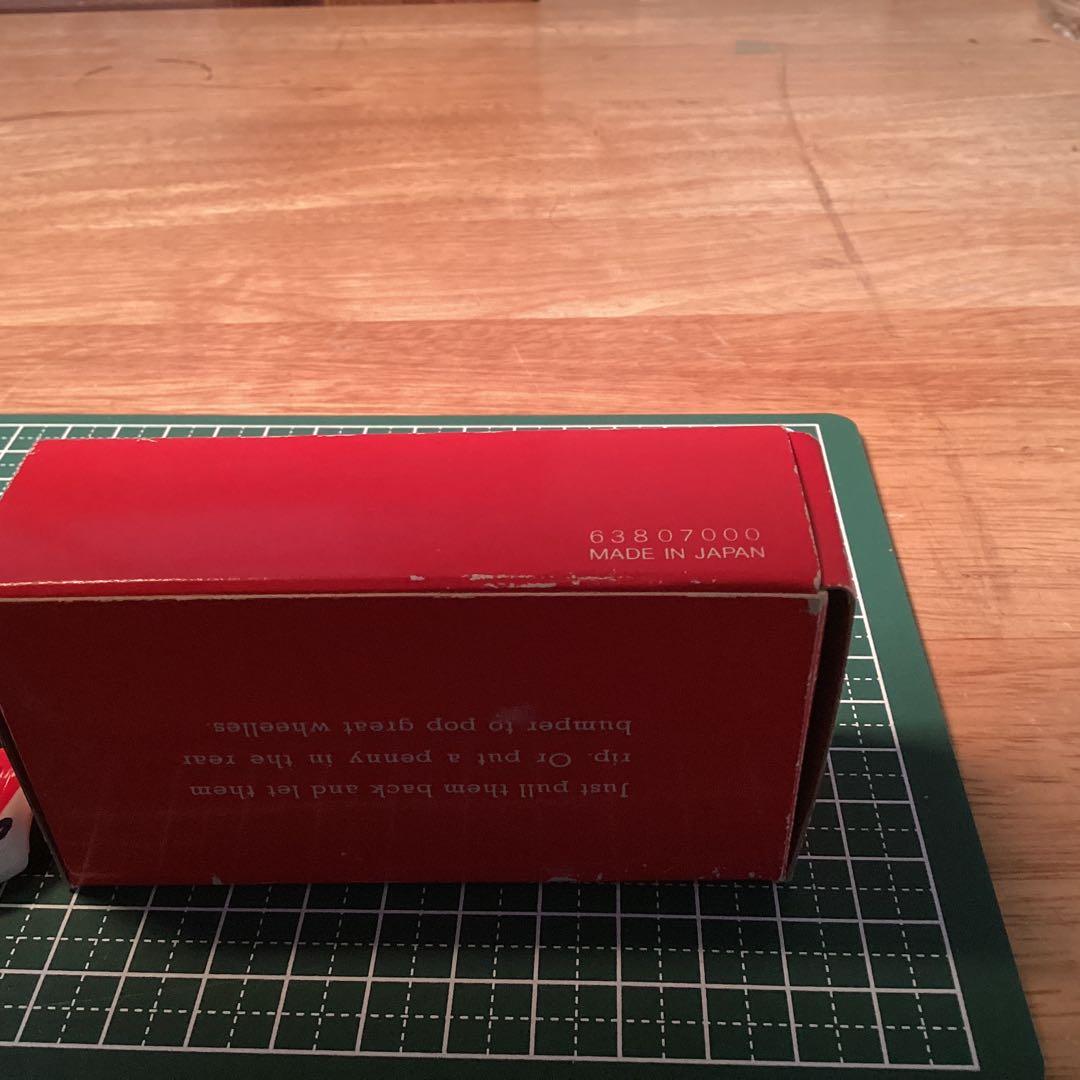 63807000
MADE IN JAPAN
Just pull them back and let them
rip. Or put a penny in the rear
bumper to pop great wheelies.